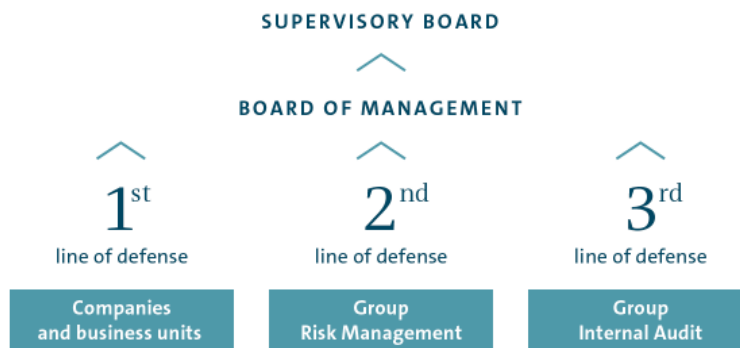 SUPERVISORY BOARD
BOARD OF MANAGEMENT
1st
line of defense
Companies
and business units
2nd
line of defense
Group
Risk Management
3rd
line of defense
Group
Internal Audit